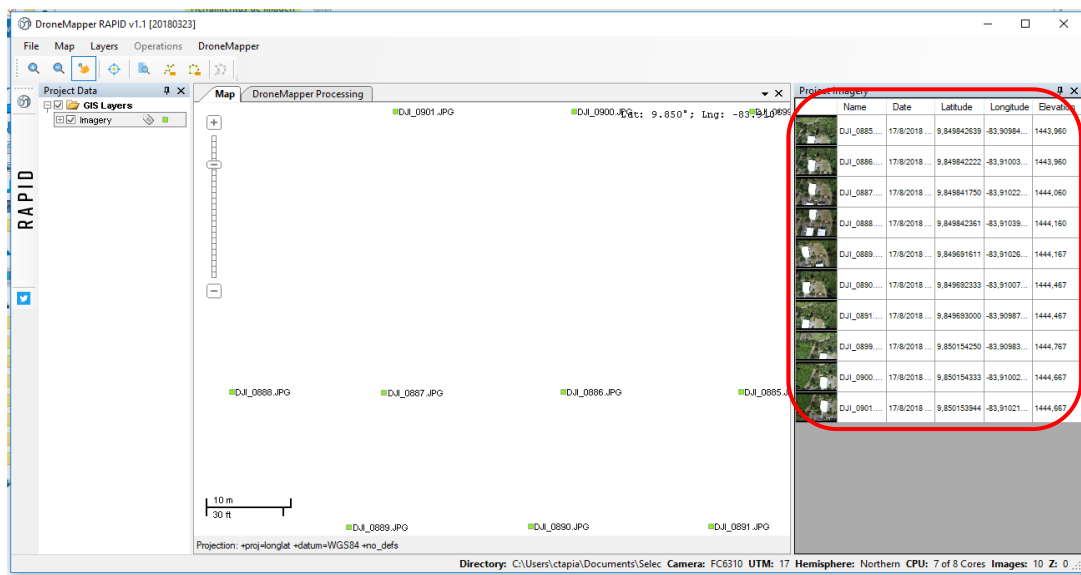 DroneMapper RAPID v1.1 [20180323]
File Map Layers Operations DroneMapper
Project Data
GIS Layers
Imagery
RAPID
Map DroneMapper Processing
DJI_0901.JPG
DJI_0900.JPG
Lat: 9.850°; Lng:
DJI_0888.JPG
DJI_0887.JPG
DJI_0886.JPG
DJI_0885.J
10 m
30 ft
DJI_0889.JPG
DJI_0890.JPG
DJI_0891.JPG
Projection: +proj=longlat +datum=WGS84 +no_defs
Project Imagery
Name Date Latitude Longitude Elevation
DJI_0885.... 17/8/2018 ... 9,849842639 -83,90984... 1443,960
DJI_0886.... 17/8/2018 ... 9,849842222 -83,91003... 1443,960
DJI_0887.... 17/8/2018 ... 9,849841750 -83,91022... 1444,060
DJI_0888.... 17/8/2018 ... 9,849842361 -83,91039... 1444,160
DJI_0889.... 17/8/2018 ... 9,849691611 -83,91026... 1444,167
DJI_0890.... 17/8/2018 ... 9,849692333 -83,91007... 1444,467
DJI_0891.... 17/8/2018 ... 9,849693000 -83,90987... 1444,467
DJI_0899.... 17/8/2018 ... 9,850154250 -83,90983... 1444,767
DJI_0900.... 17/8/2018 ... 9,850154333 -83,91002... 1444,667
DJI_0901.... 17/8/2018 ... 9,850153944 -83,91021... 1444,667
Directory: C:\Users\ctapia\Documents\Selec Camera: FC6310 UTM: 17 Hemisphere: Northern CPU: 7 of 8 Cores Images: 10 Z: 0